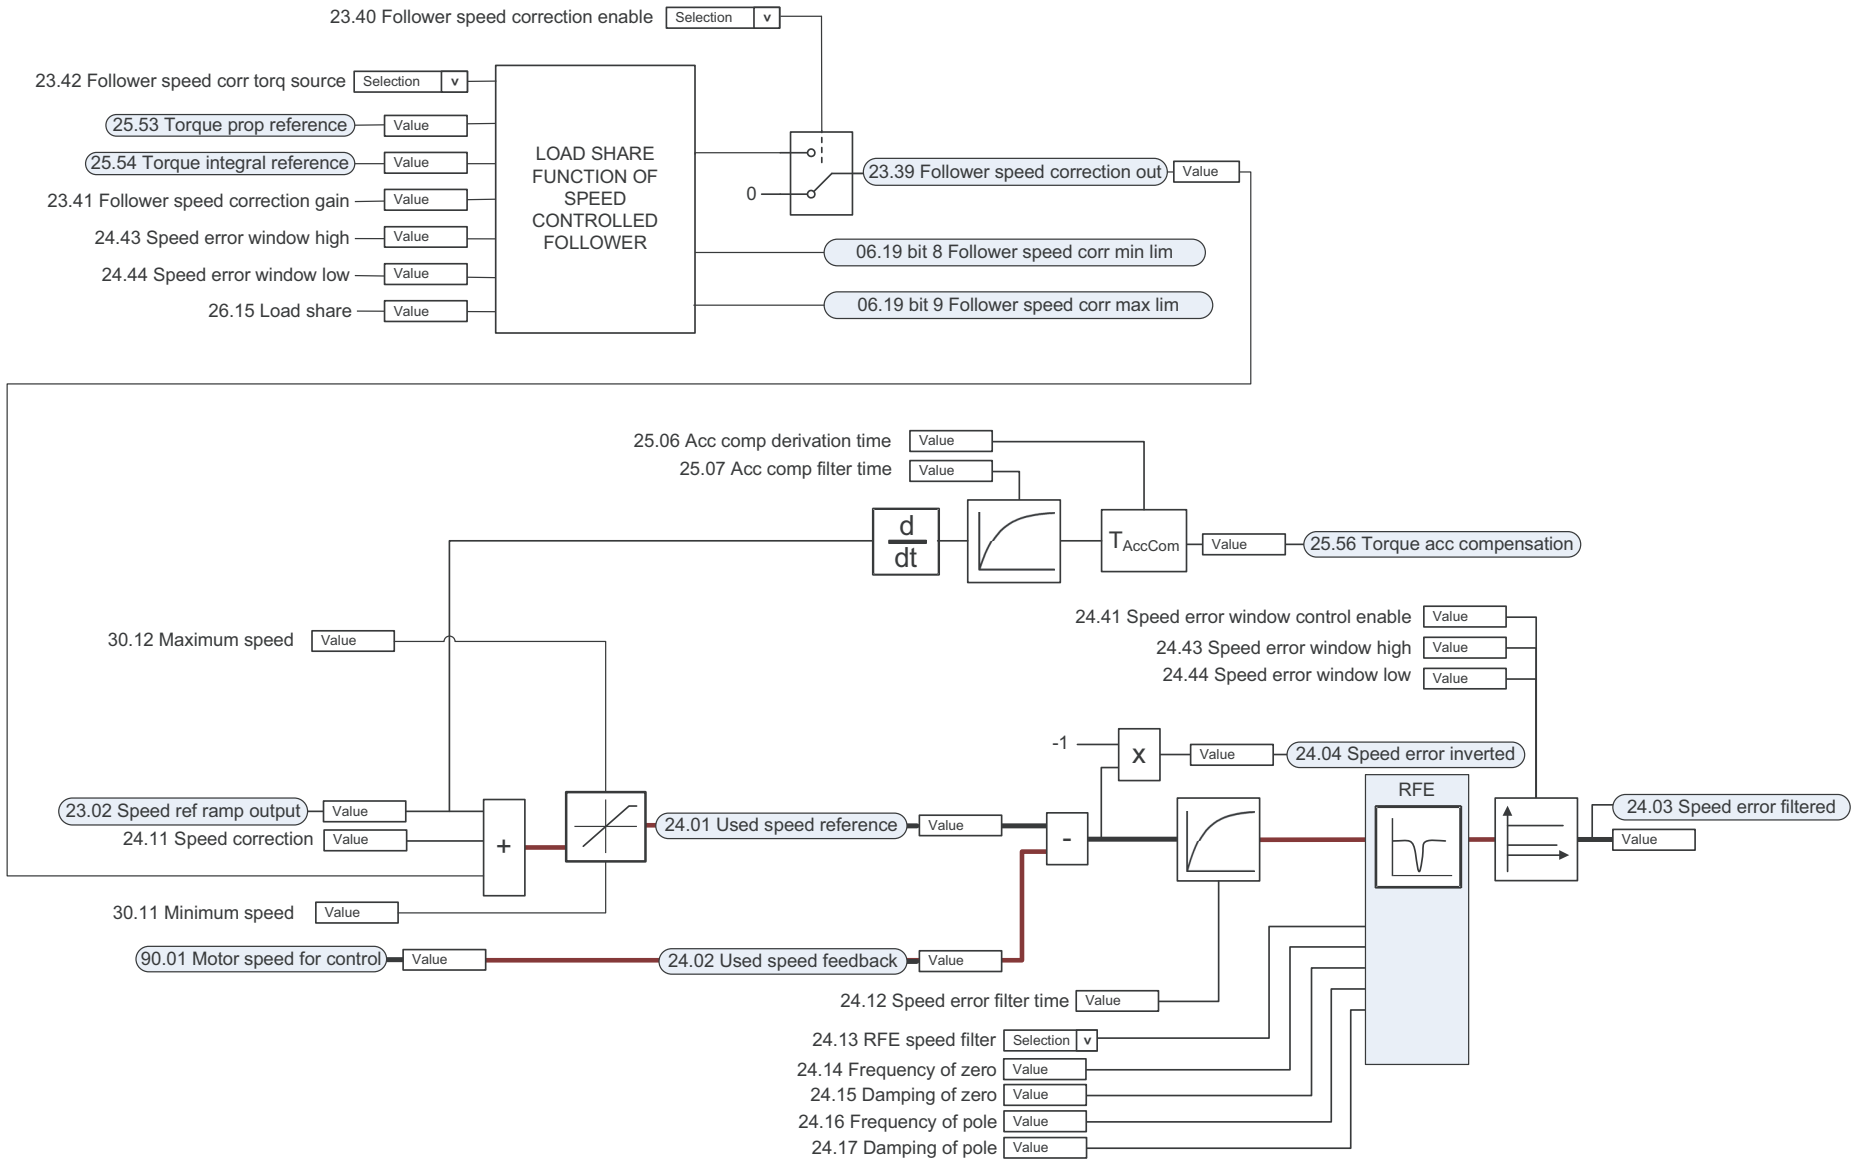 23.40 Follower speed correction enable Selection v
23.42 Follower speed corr torq source Selection v
25.53 Torque prop reference Value
25.54 Torque integral reference Value
23.41 Follower speed correction gain Value
24.43 Speed error window high Value
24.44 Speed error window low Value
26.15 Load share Value
LOAD SHARE
FUNCTION OF
SPEED
CONTROLLED
FOLLOWER
0
23.39 Follower speed correction out Value
06.19 bit 8 Follower speed corr min lim
06.19 bit 9 Follower speed corr max lim
25.06 Acc comp derivation time Value
25.07 Acc comp filter time Value
d
dt
TAccCom
Value
25.56 Torque acc compensation
24.41 Speed error window control enable Value
24.43 Speed error window high Value
24.44 Speed error window low Value
30.12 Maximum speed Value
-1
x
Value
24.04 Speed error inverted
23.02 Speed ref ramp output Value
24.11 Speed correction Value
+
24.01 Used speed reference Value
-
RFE
24.03 Speed error filtered
Value
30.11 Minimum speed Value
90.01 Motor speed for control Value
24.02 Used speed feedback Value
24.12 Speed error filter time Value
24.13 RFE speed filter Selection v
24.14 Frequency of zero Value
24.15 Damping of zero Value
24.16 Frequency of pole Value
24.17 Damping of pole Value